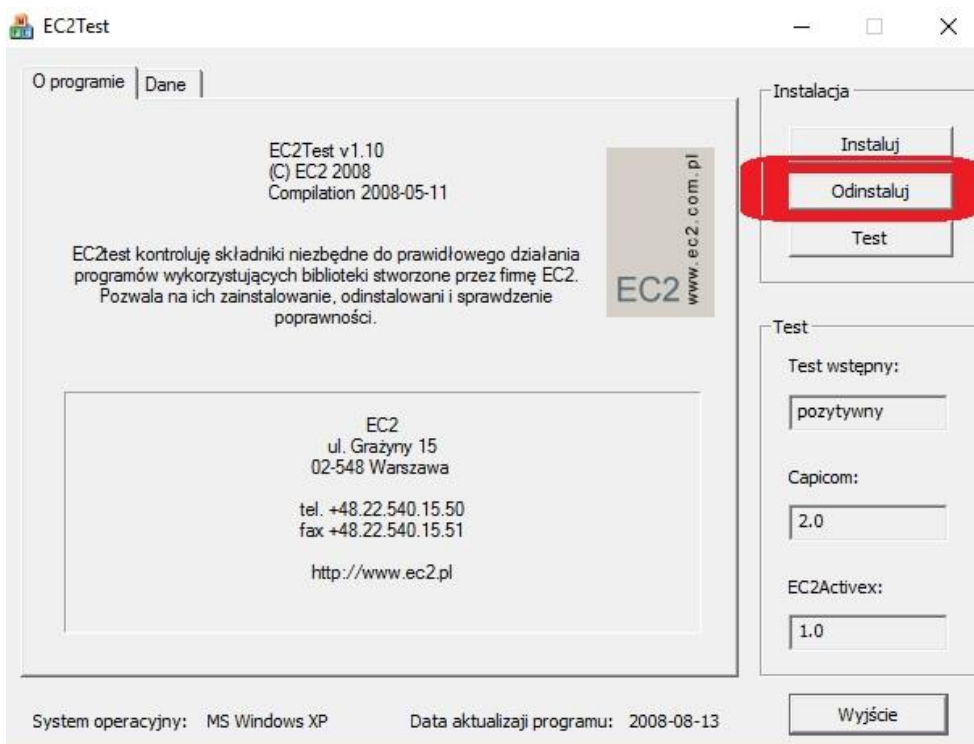 EC2Test
O programie
Dane
EC2Test v1.10
(C) EC2 2008
Compilation 2008-05-11
EC2test kontroluję składniki niezbędne do prawidłowego działania
programów wykorzystujących biblioteki stworzone przez firmę EC2.
Pozwala na ich zainstalowanie, odinstalowani i sprawdzenie
poprawności.
EC2
www.ec2.com.pl
EC2
ul. Grażyny 15
02-548 Warszawa
tel. +48.22.540.15.50
fax +48.22.540.15.51
http://www.ec2.pl
Instalacja
Instaluj
Odinstaluj
Test
Test
Test wstępny:
pozytywny
Capicom:
2.0
EC2Activex:
1.0
System operacyjny: MS Windows XP
Data aktualizaji programu: 2008-08-13
Wyjście